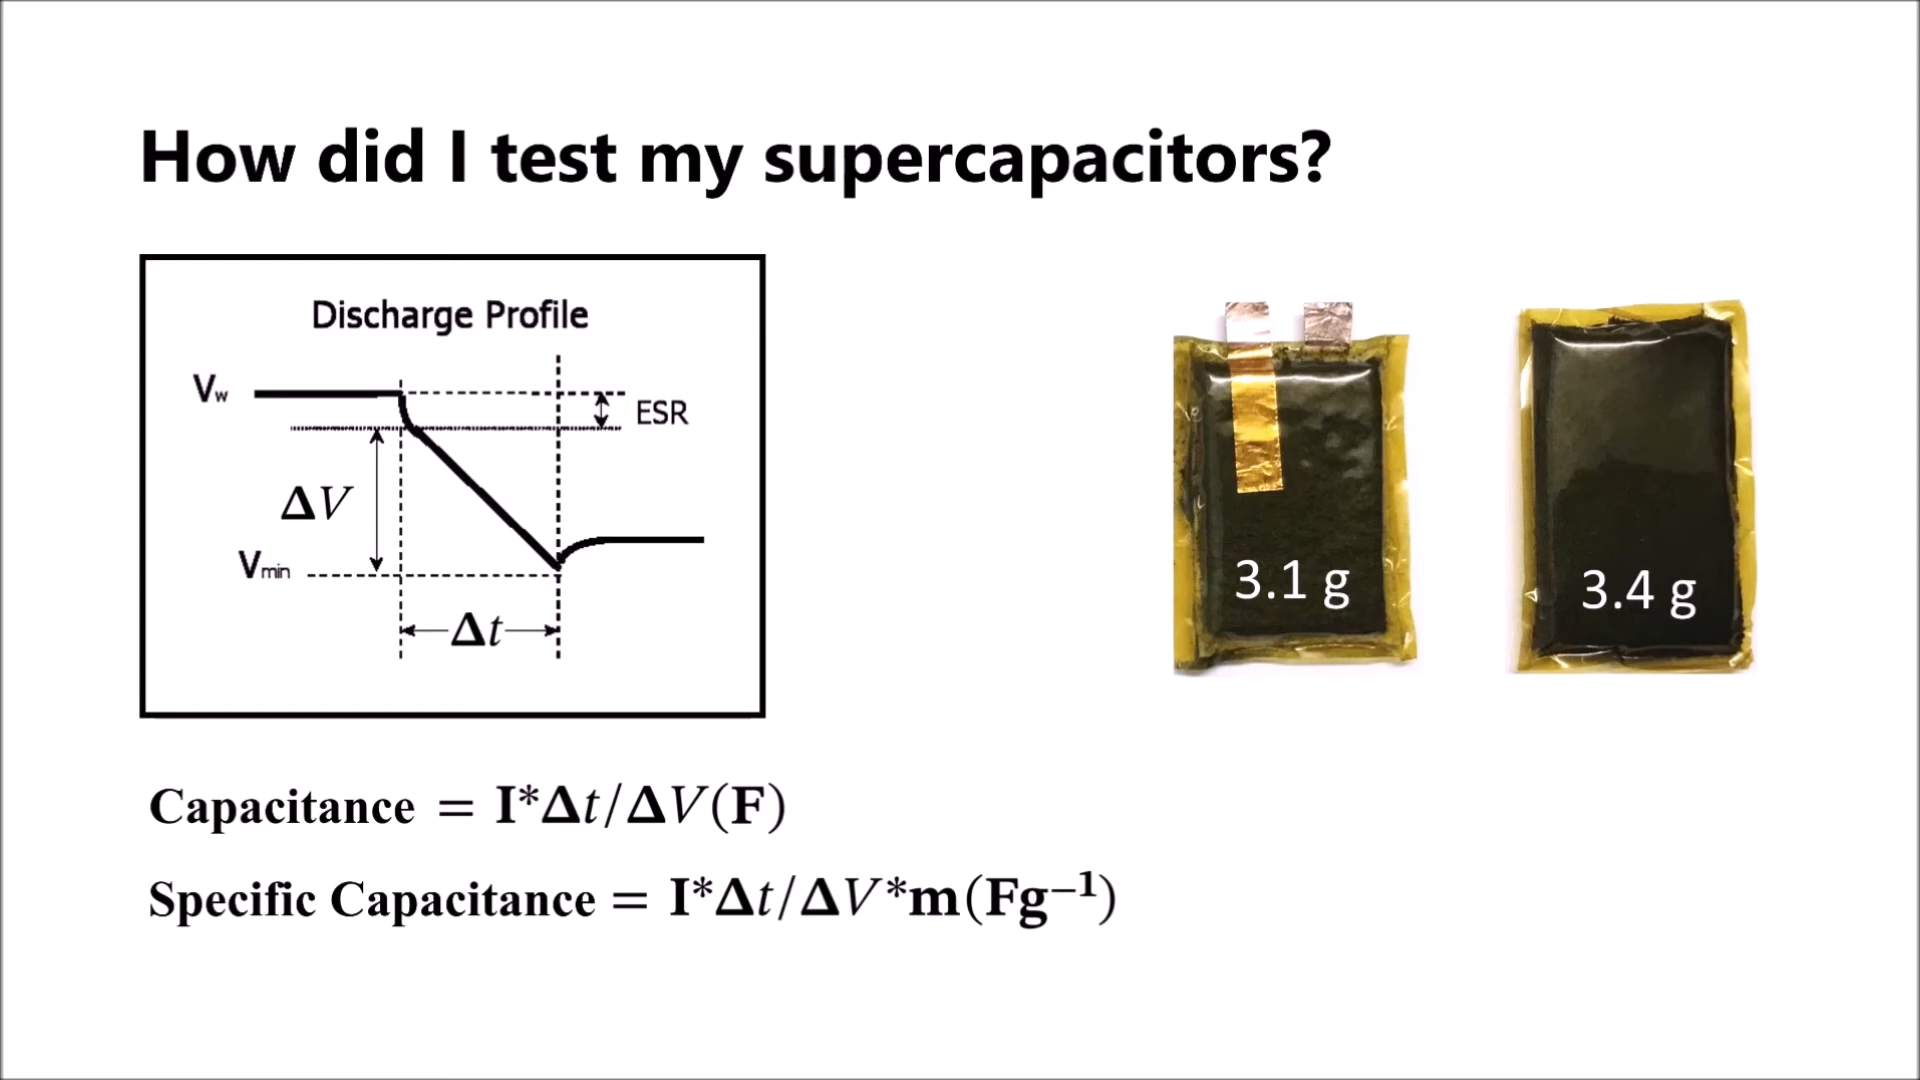 How did I test my supercapacitors?
Discharge Profile
Vw
ESR
ΔV
Vmin
Δt
3.1 g
3.4 g
Capacitance = I*Δt/ΔV(F)
Specific Capacitance = I*Δt/ΔV*m(Fg⁻¹)